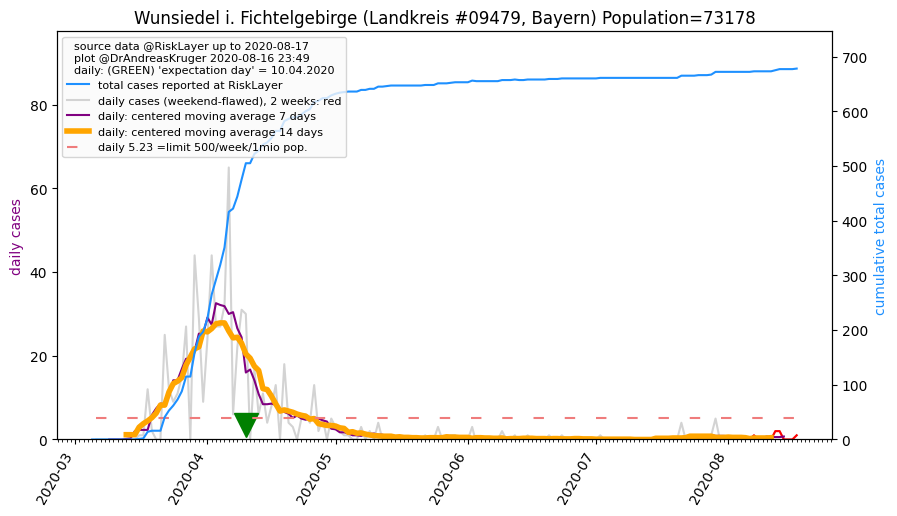 Wunsiedel i. Fichtelgebirge (Landkreis #09479, Bayern) Population=73178
source data @RiskLayer up to 2020-08-17
plot @DrAndreasKruger 2020-08-16 23:49
daily: (GREEN) 'expectation day' = 10.04.2020
total cases reported at RiskLayer
daily cases (weekend-flawed), 2 weeks: red
daily: centered moving average 7 days
daily: centered moving average 14 days
daily 5.23 =limit 500/week/1mio pop.
daily cases
80
60
40
20
0
cumulative total cases
700
600
500
400
300
200
100
0
2020-03
2020-04
2020-05
2020-06
2020-07
2020-08